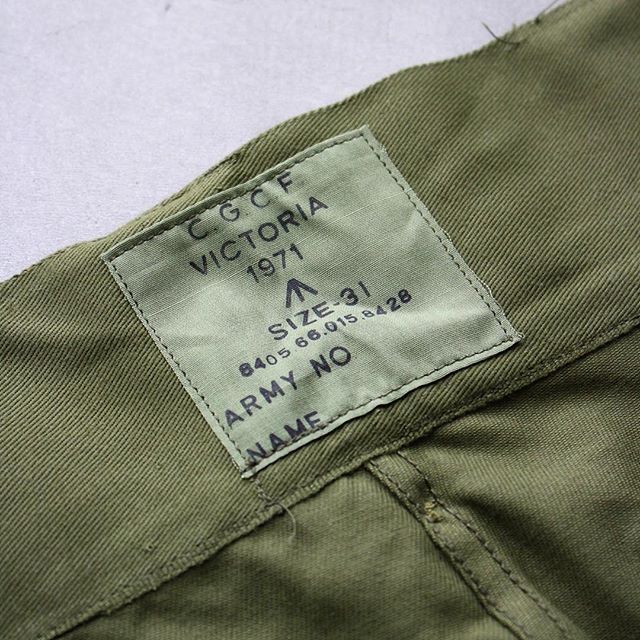 C.G.C.F
VICTORIA
1971
SIZE-31
8405.66.015.8428
ARMY NO
NAME